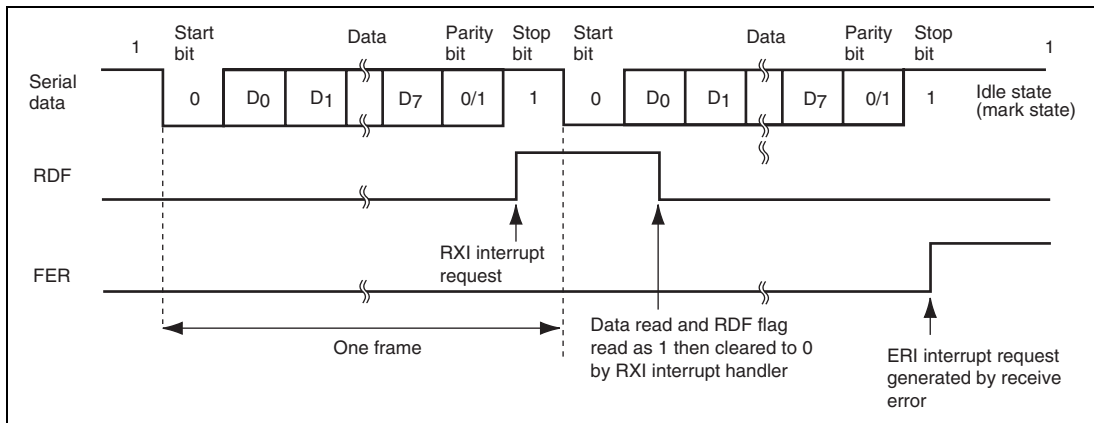 1 Start bit Data Parity bit Stop bit Start bit Data Parity bit Stop bit 1
Serial data 0 D0 D1 D7 0/1 1 0 D0 D1 D7 0/1 1 Idle state (mark state)
RDF
RXI interrupt request
FER
Data read and RDF flag
read as 1 then cleared to 0
by RXI interrupt handler
One frame
ERI interrupt request
generated by receive
error